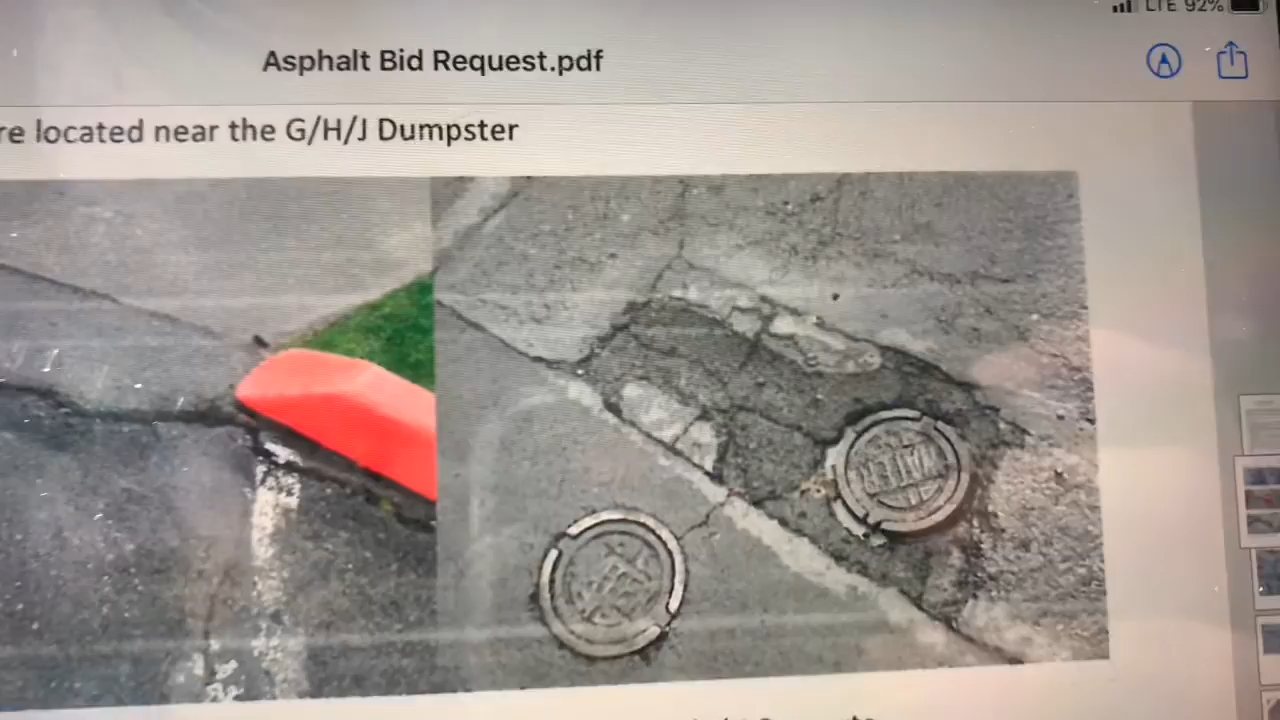 LTE 92%
Asphalt Bid Request.pdf
re located near the G/H/J Dumpster
WATER